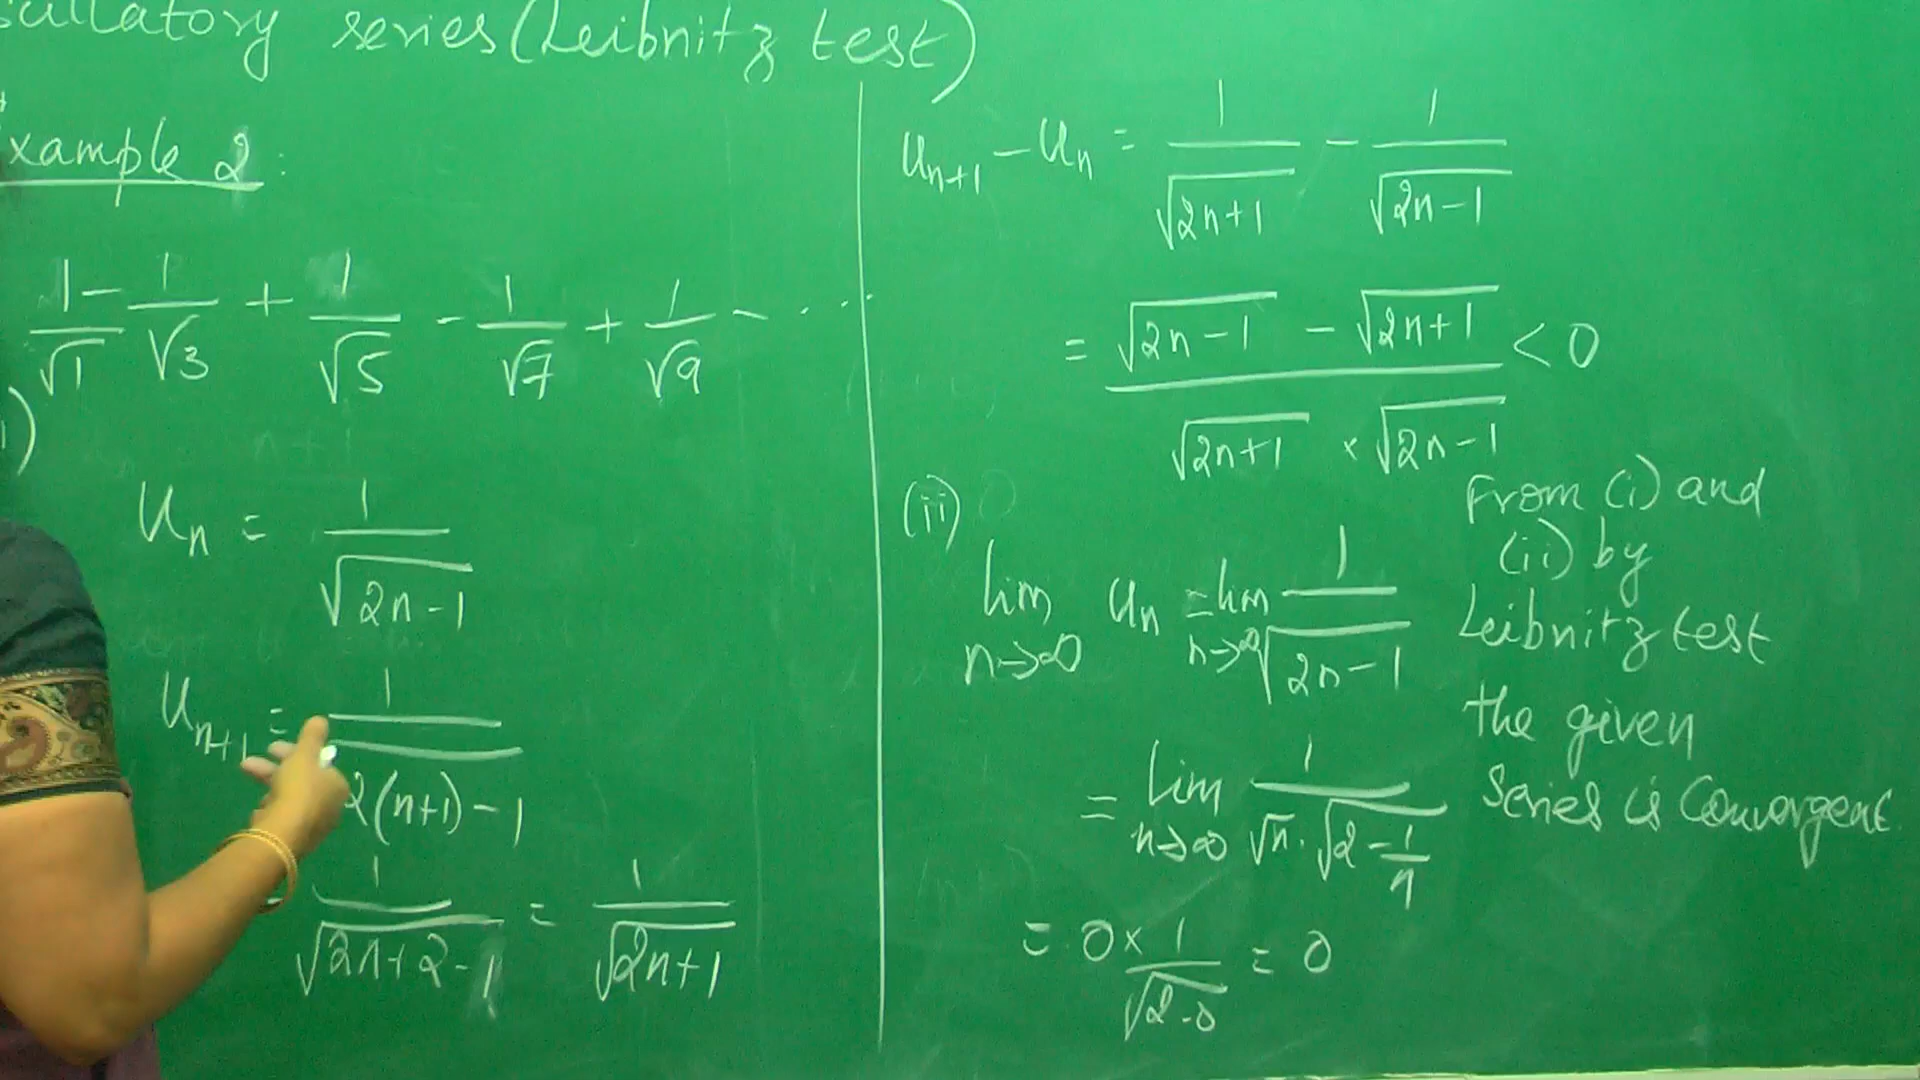 series (Leibnitz test)
Example 2:
1/√1 - 1/√3 + 1/√5 - 1/√7 + 1/√9 - ....
i)
Un = 1/√(2n-1)
Un+1 = 1/√(2(n+1)-1)
= 1/√(2n+2-1) = 1/√(2n+1)
Un+1 - Un = 1/√(2n+1) - 1/√(2n-1)
= (√(2n-1) - √(2n+1))/(√(2n+1) × √(2n-1)) < 0
(ii)
lim n→∞ Un = lim n→∞ 1/√(2n-1)
= lim n→∞ 1/(√n . √(2 - 1/n))
= 0 × 1/√(2-0) = 0
From (i) and
(ii) by
Leibnitz test
the given
Series is Convergent.